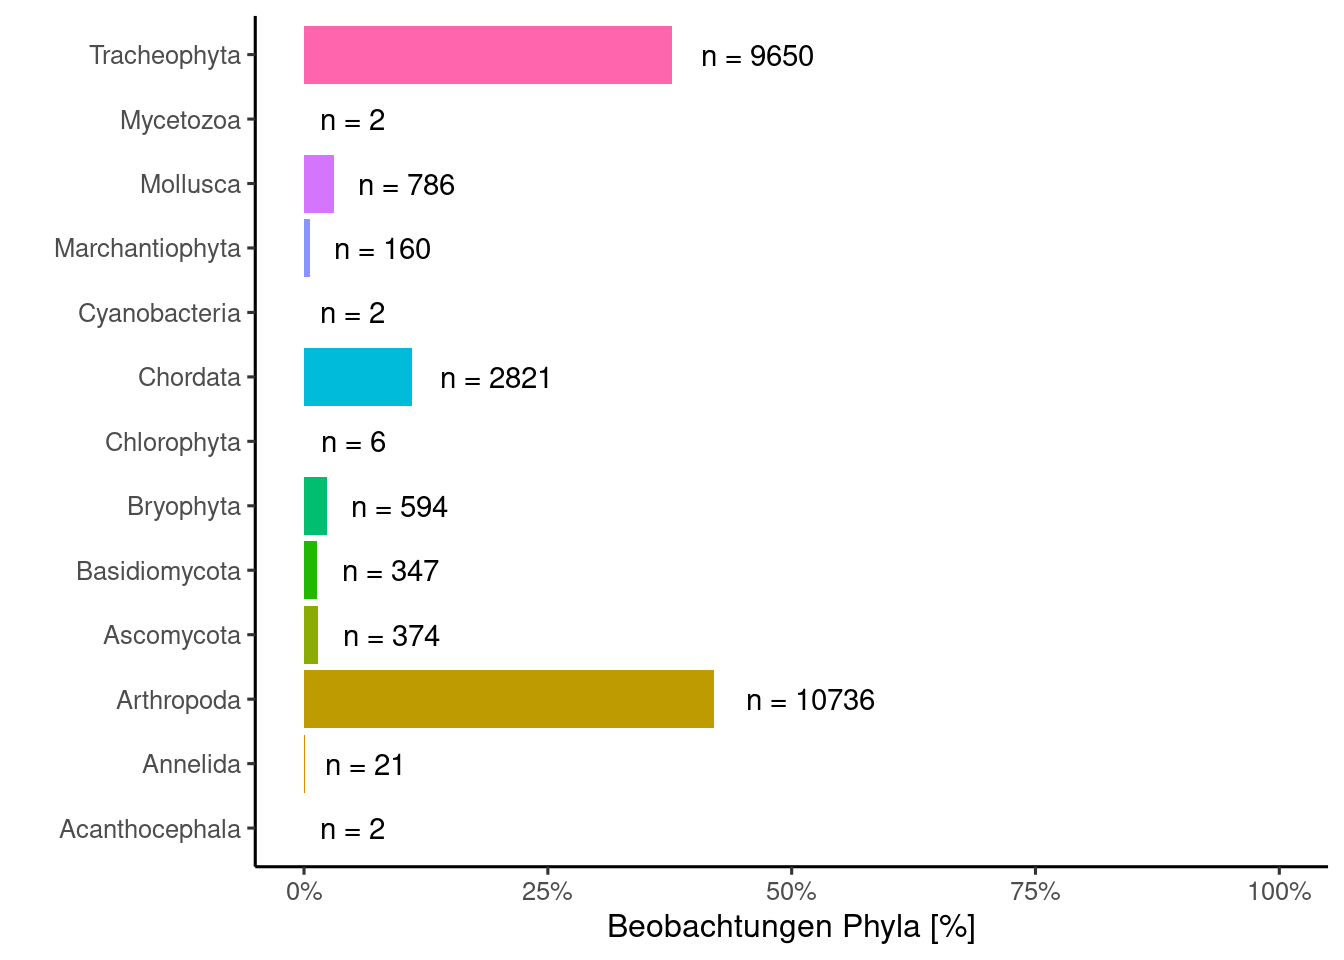 Tracheophyta n = 9650
Mycetozoa n = 2
Mollusca n = 786
Marchantiophyta n = 160
Cyanobacteria n = 2
Chordata n = 2821
Chlorophyta n = 6
Bryophyta n = 594
Basidiomycota n = 347
Ascomycota n = 374
Arthropoda n = 10736
Annelida n = 21
Acanthocephala n = 2
0% 25% 50% 75% 100%
Beobachtungen Phyla [%]